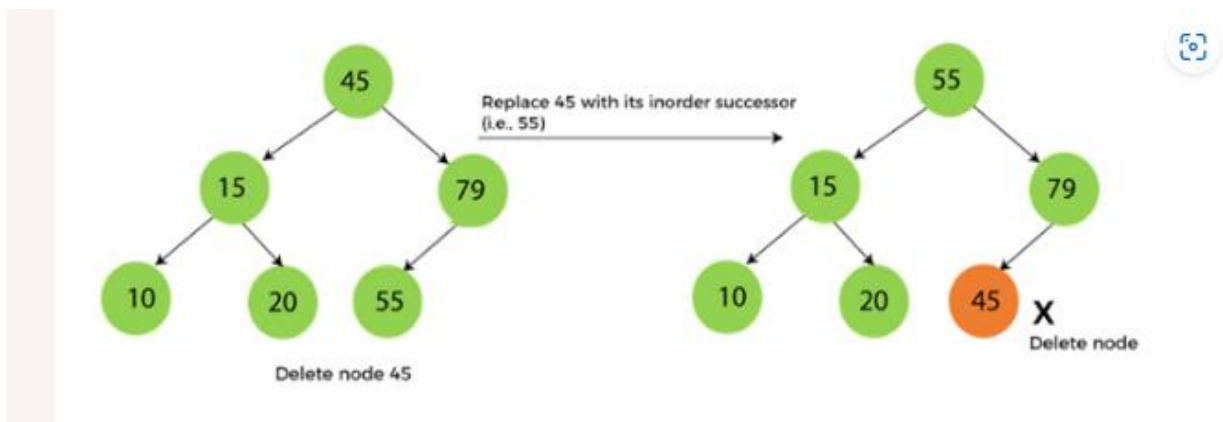 45
Replace 45 with its inorder successor
(i.e., 55)
55
15
79
15
79
10
20
55
10
20
45
X
Delete node
Delete node 45